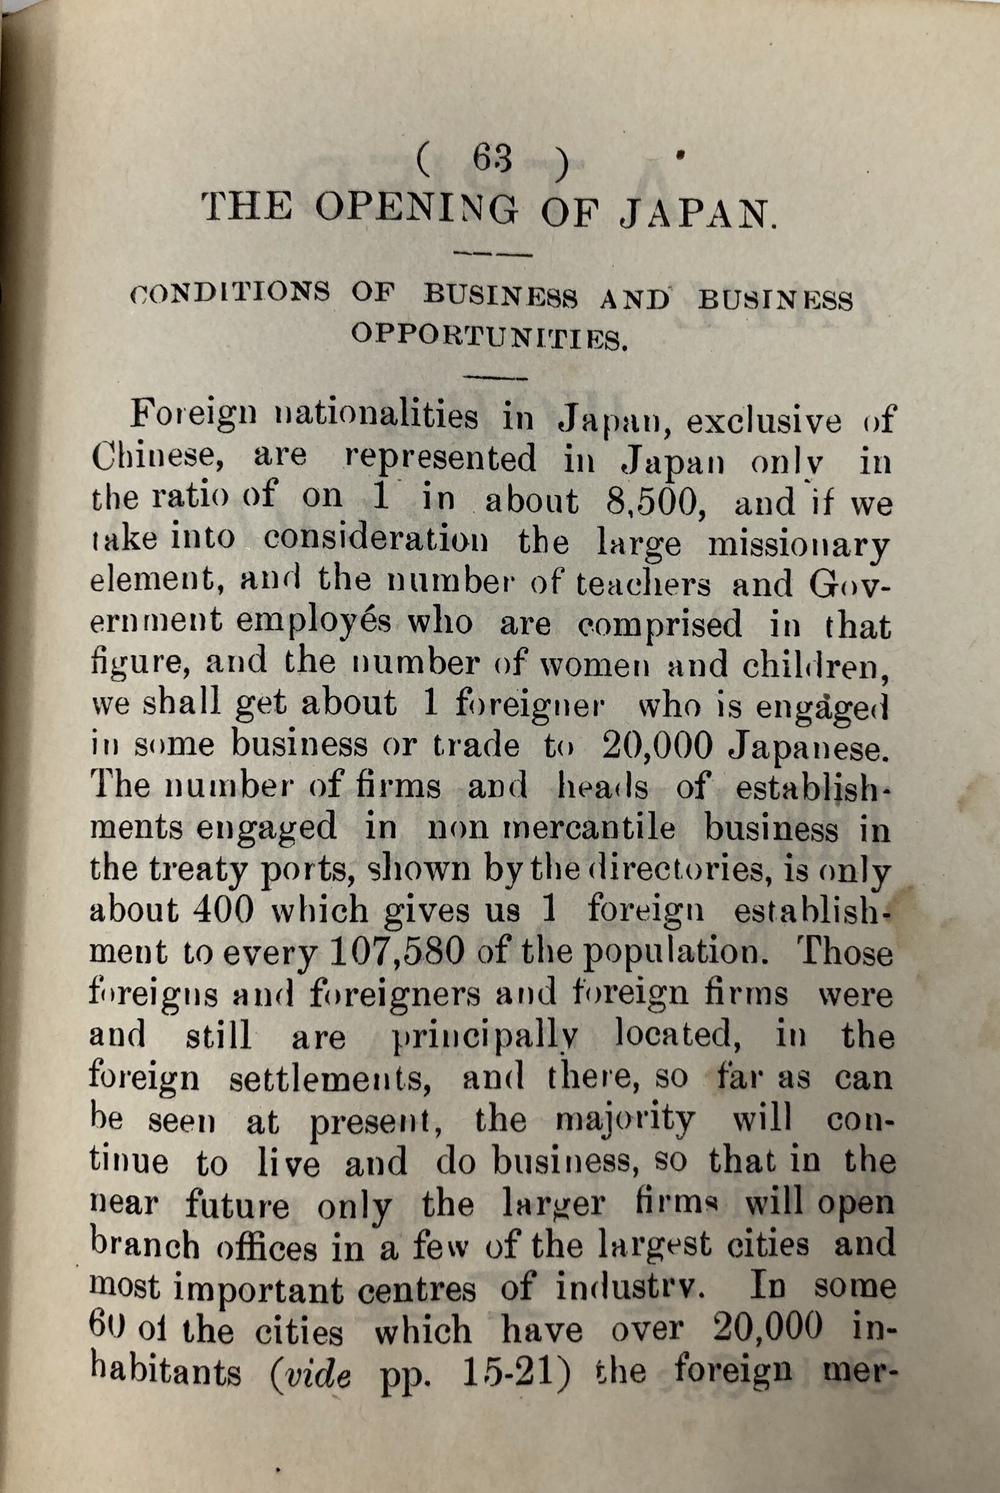 ( 63 )
THE OPENING OF JAPAN.
CONDITIONS OF BUSINESS AND BUSINESS
OPPORTUNITIES.
Foreign nationalities in Japan, exclusive of
Chinese, are represented in Japan only in
the ratio of on 1 in about 8,500, and if we
take into consideration the large missionary
element, and the number of teachers and Gov-
ernment employés who are comprised in that
figure, and the number of women and children,
we shall get about 1 foreigner who is engaged
in some business or trade to 20,000 Japanese.
The number of firms and heads of establish-
ments engaged in non mercantile business in
the treaty ports, shown by the directories, is only
about 400 which gives us 1 foreign establish-
ment to every 107,580 of the population. Those
foreigns and foreigners and foreign firms were
and still are principally located, in the
foreign settlements, and there, so far as can
be seen at present, the majority will con-
tinue to live and do business, so that in the
near future only the larger firms will open
branch offices in a few of the largest cities and
most important centres of industry. In some
60 of the cities which have over 20,000 in-
habitants (vide pp. 15-21) the foreign mer-